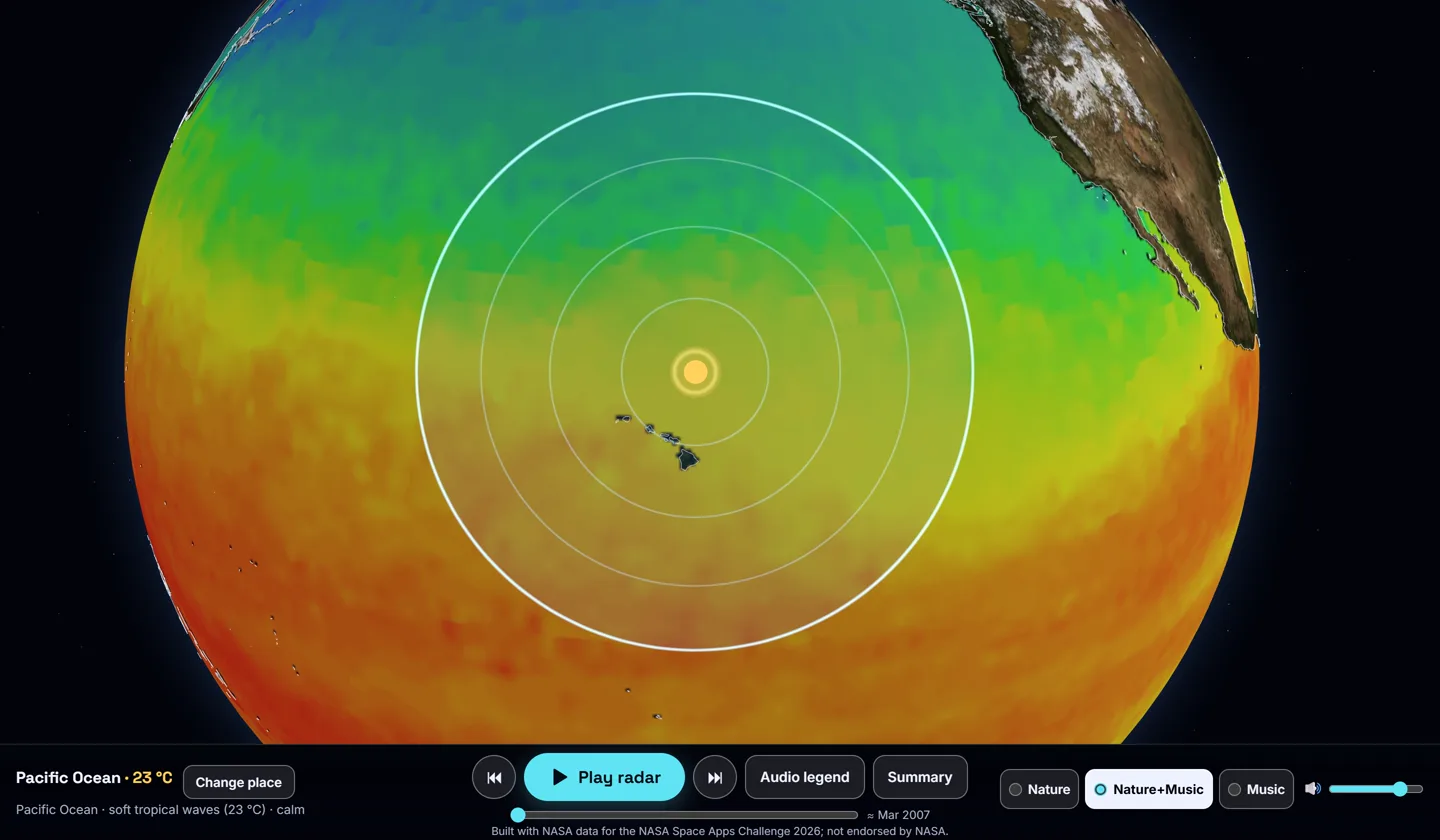 Pacific Ocean · 23 °C
Change place
Pacific Ocean · soft tropical waves (23 °C) · calm
Play radar
Audio legend
Summary
≈ Mar 2007
Built with NASA data for the NASA Space Apps Challenge 2026; not endorsed by NASA.
Nature
Nature+Music
Music